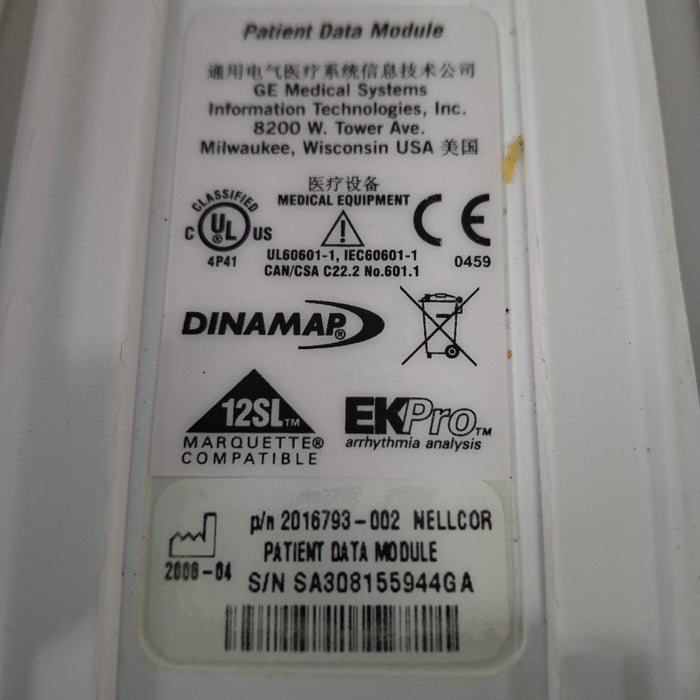 Patient Data Module
通用电气医疗系统信息技术公司
GE Medical Systems
Information Technologies, Inc.
8200 W. Tower Ave.
Milwaukee, Wisconsin USA 美国
医疗设备
MEDICAL EQUIPMENT
CLASSIFIED
C UL® US
4P41
UL60601-1, IEC60601-1
CAN/CSA C22.2 No.601.1
CE
0459
DINAMAP®
12SL™
MARQUETTE®
COMPATIBLE
EKPro™
arrhythmia analysis
p/n 2016793-002 NELLCOR
PATIENT DATA MODULE
2008-04
S/N SA308155944GA